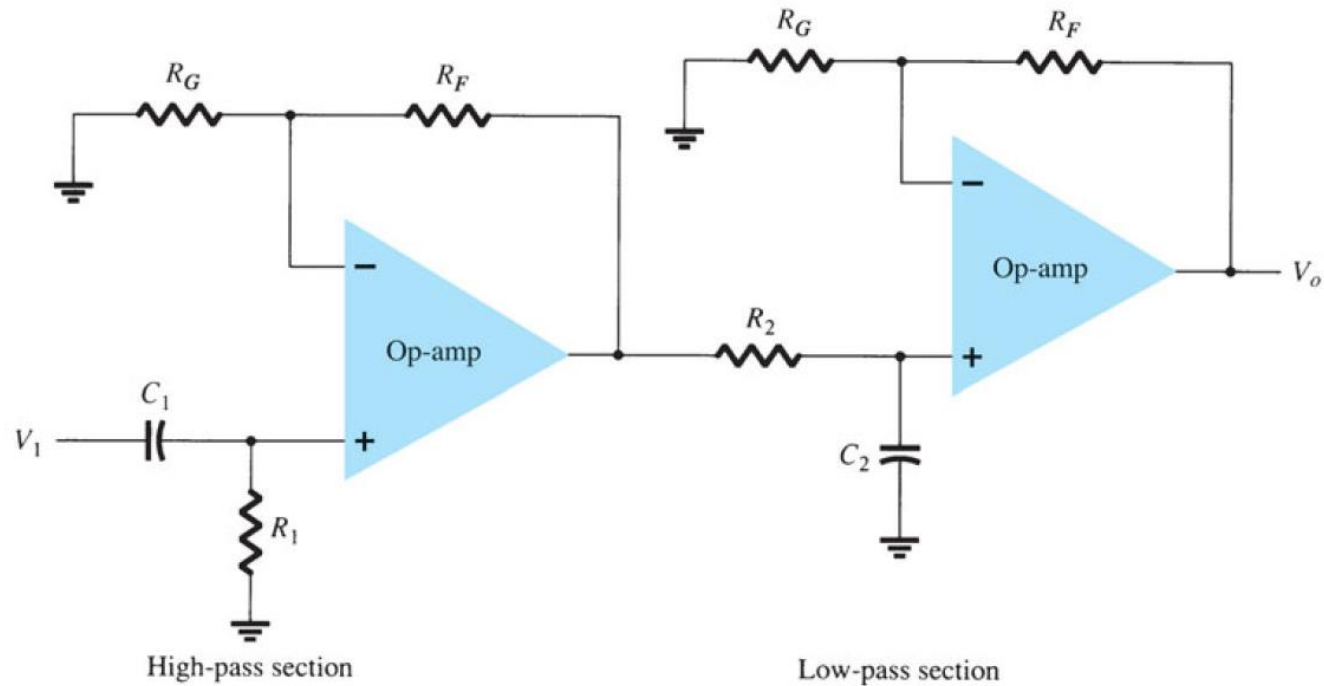 R_G
R_F
R_G
R_F
−
Op-amp
+
V_1
C_1
R_1
R_2
C_2
−
Op-amp
+
V_o
High-pass section
Low-pass section